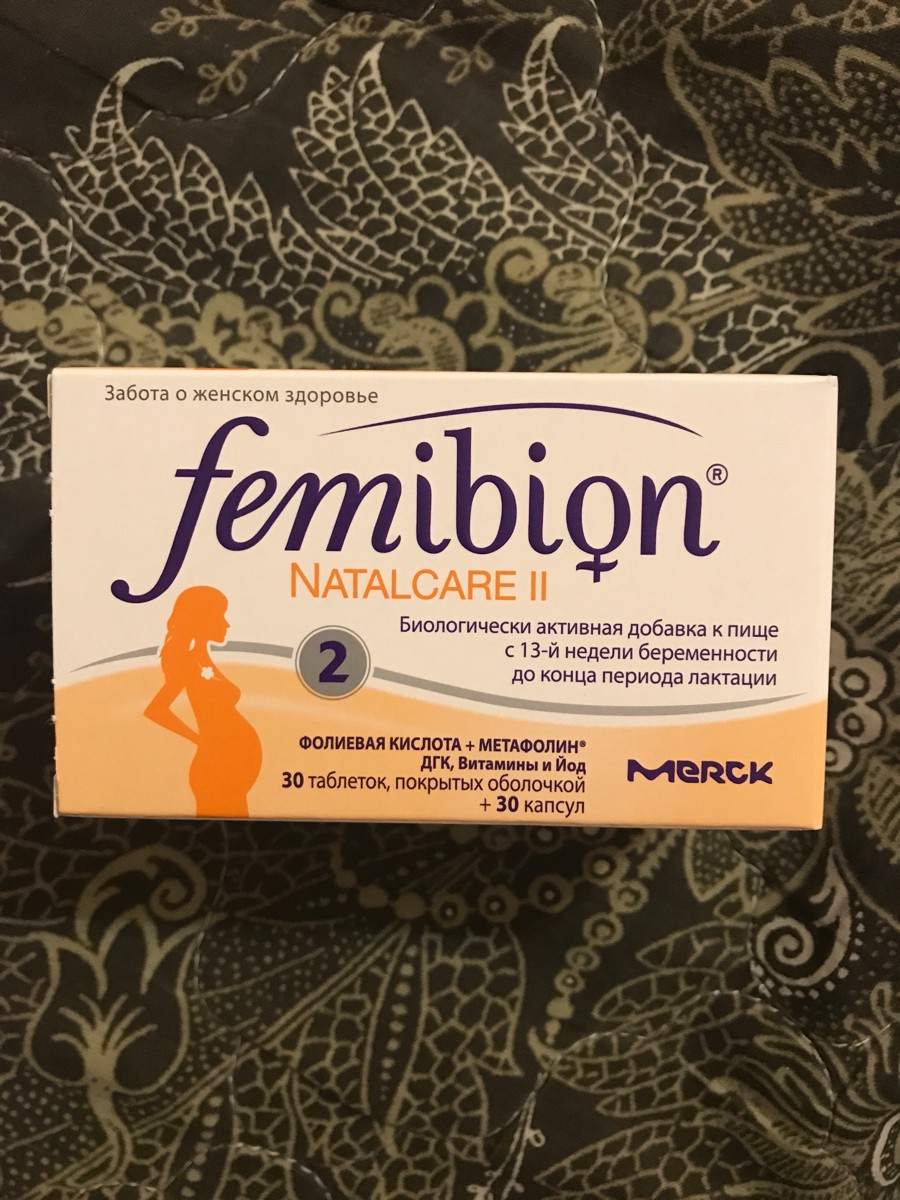 Забота о женском здоровье
femibion®
NATALCARE II
2
Биологически активная добавка к пище
с 13-й недели беременности
до конца периода лактации
ФОЛИЕВАЯ КИСЛОТА + МЕТАФОЛИН®
ДГК, Витамины и Йод
30 таблеток, покрытых оболочкой
+ 30 капсул
MERCK